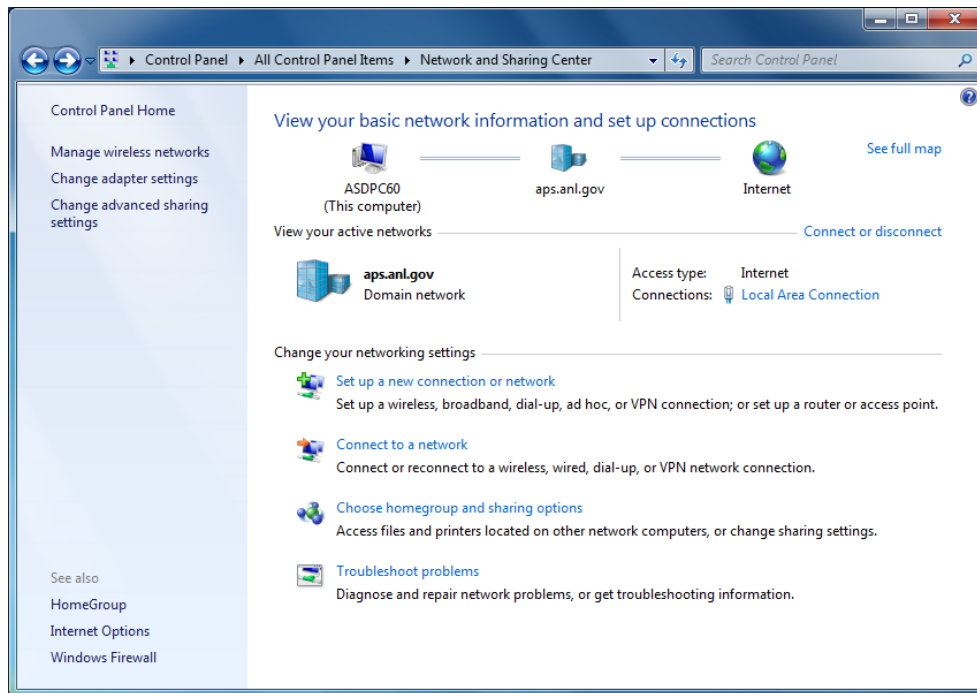 Control Panel ▸ All Control Panel Items ▸ Network and Sharing Center
Search Control Panel
Control Panel Home
Manage wireless networks
Change adapter settings
Change advanced sharing
settings
See also
HomeGroup
Internet Options
Windows Firewall
View your basic network information and set up connections
See full map
ASDPC60
(This computer)
aps.anl.gov
Internet
View your active networks
Connect or disconnect
aps.anl.gov
Domain network
Access type: Internet
Connections: Local Area Connection
Change your networking settings
Set up a new connection or network
Set up a wireless, broadband, dial-up, ad hoc, or VPN connection; or set up a router or access point.
Connect to a network
Connect or reconnect to a wireless, wired, dial-up, or VPN network connection.
Choose homegroup and sharing options
Access files and printers located on other network computers, or change sharing settings.
Troubleshoot problems
Diagnose and repair network problems, or get troubleshooting information.